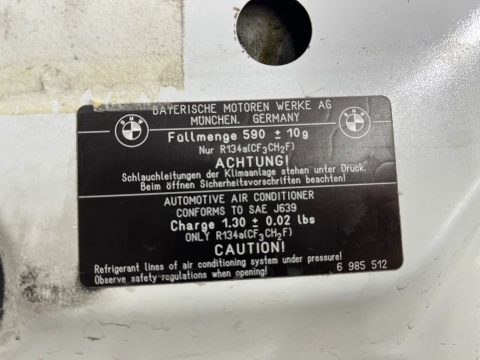 BAYERISCHE MOTOREN WERKE AG
MÜNCHEN, GERMANY
BMW
BMW
Füllmenge 590 ± 10g
Nur R134a(CF₃CH₂F)
ACHTUNG!
Schlauchleitungen der Klimaanlage stehen unter Druck.
Beim öffnen Sicherheitsvorschriften beachten!
AUTOMOTIVE AIR CONDITIONER
CONFORMS TO SAE J639
Charge 1.30 ± 0.02 lbs
ONLY R134a(CF₃CH₂F)
CAUTION!
Refrigerant lines of air conditioning system under pressure!
Observe safety regulations when opening!
6 985 512